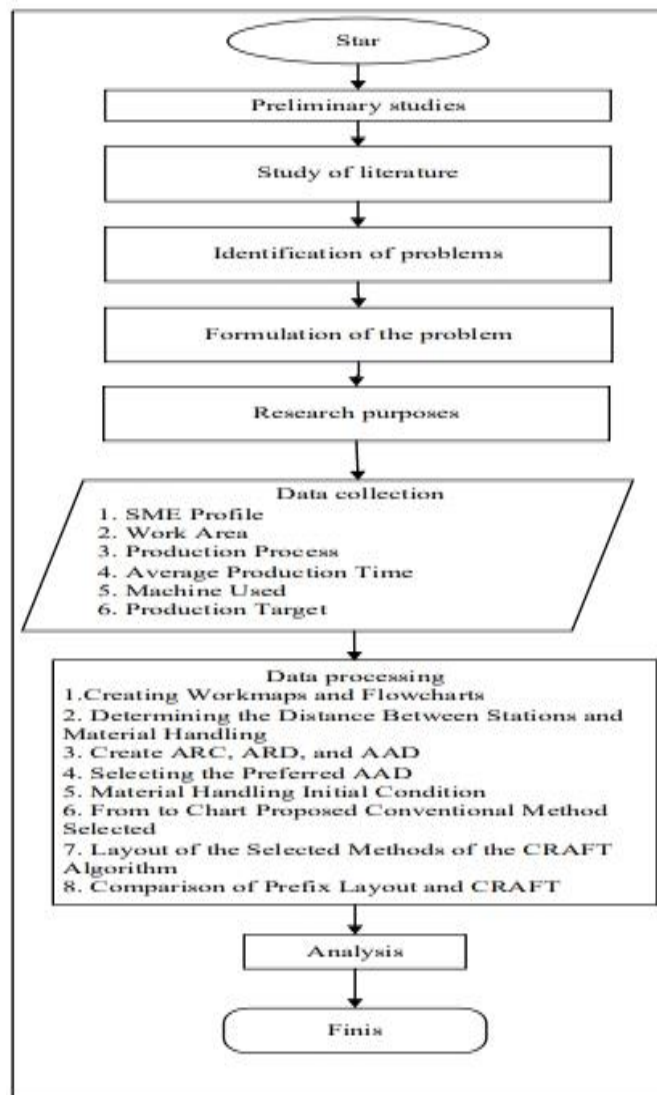 Star
Preliminary studies
Study of literature
Identification of problems
Formulation of the problem
Research purposes
Data collection
1. SME Profile
2. Work Area
3. Production Process
4. Average Production Time
5. Machine Used
6. Production Target
Data processing
1.Creating Workmaps and Flowcharts
2. Determining the Distance Between Stations and
Material Handling
3. Create ARC, ARD, and AAD
4. Selecting the Preferred AAD
5. Material Handling Initial Condition
6. From to Chart Proposed Conventional Method
Selected
7. Layout of the Selected Methods of the CRAFT
Algorithm
8. Comparison of Prefix Layout and CRAFT
Analysis
Finis